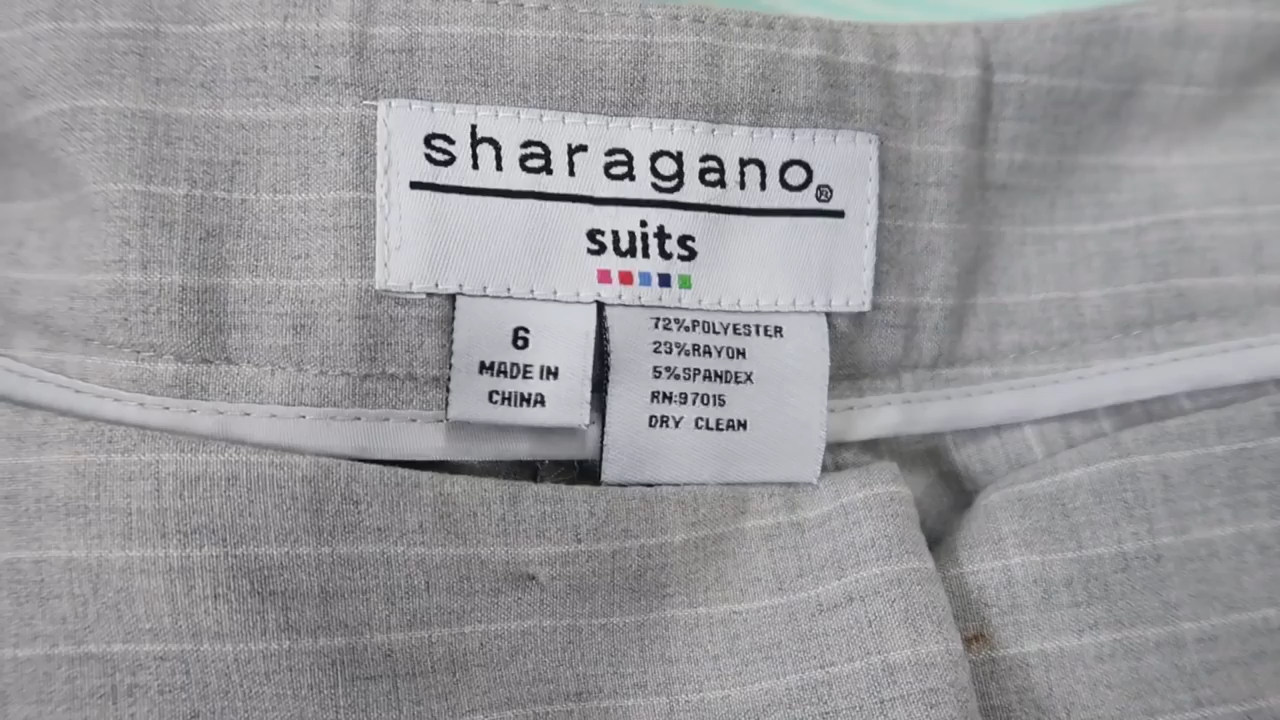 sharagano®
suits
6
MADE IN
CHINA
72%POLYESTER
23%RAYON
5%SPANDEX
RN:97015
DRY CLEAN